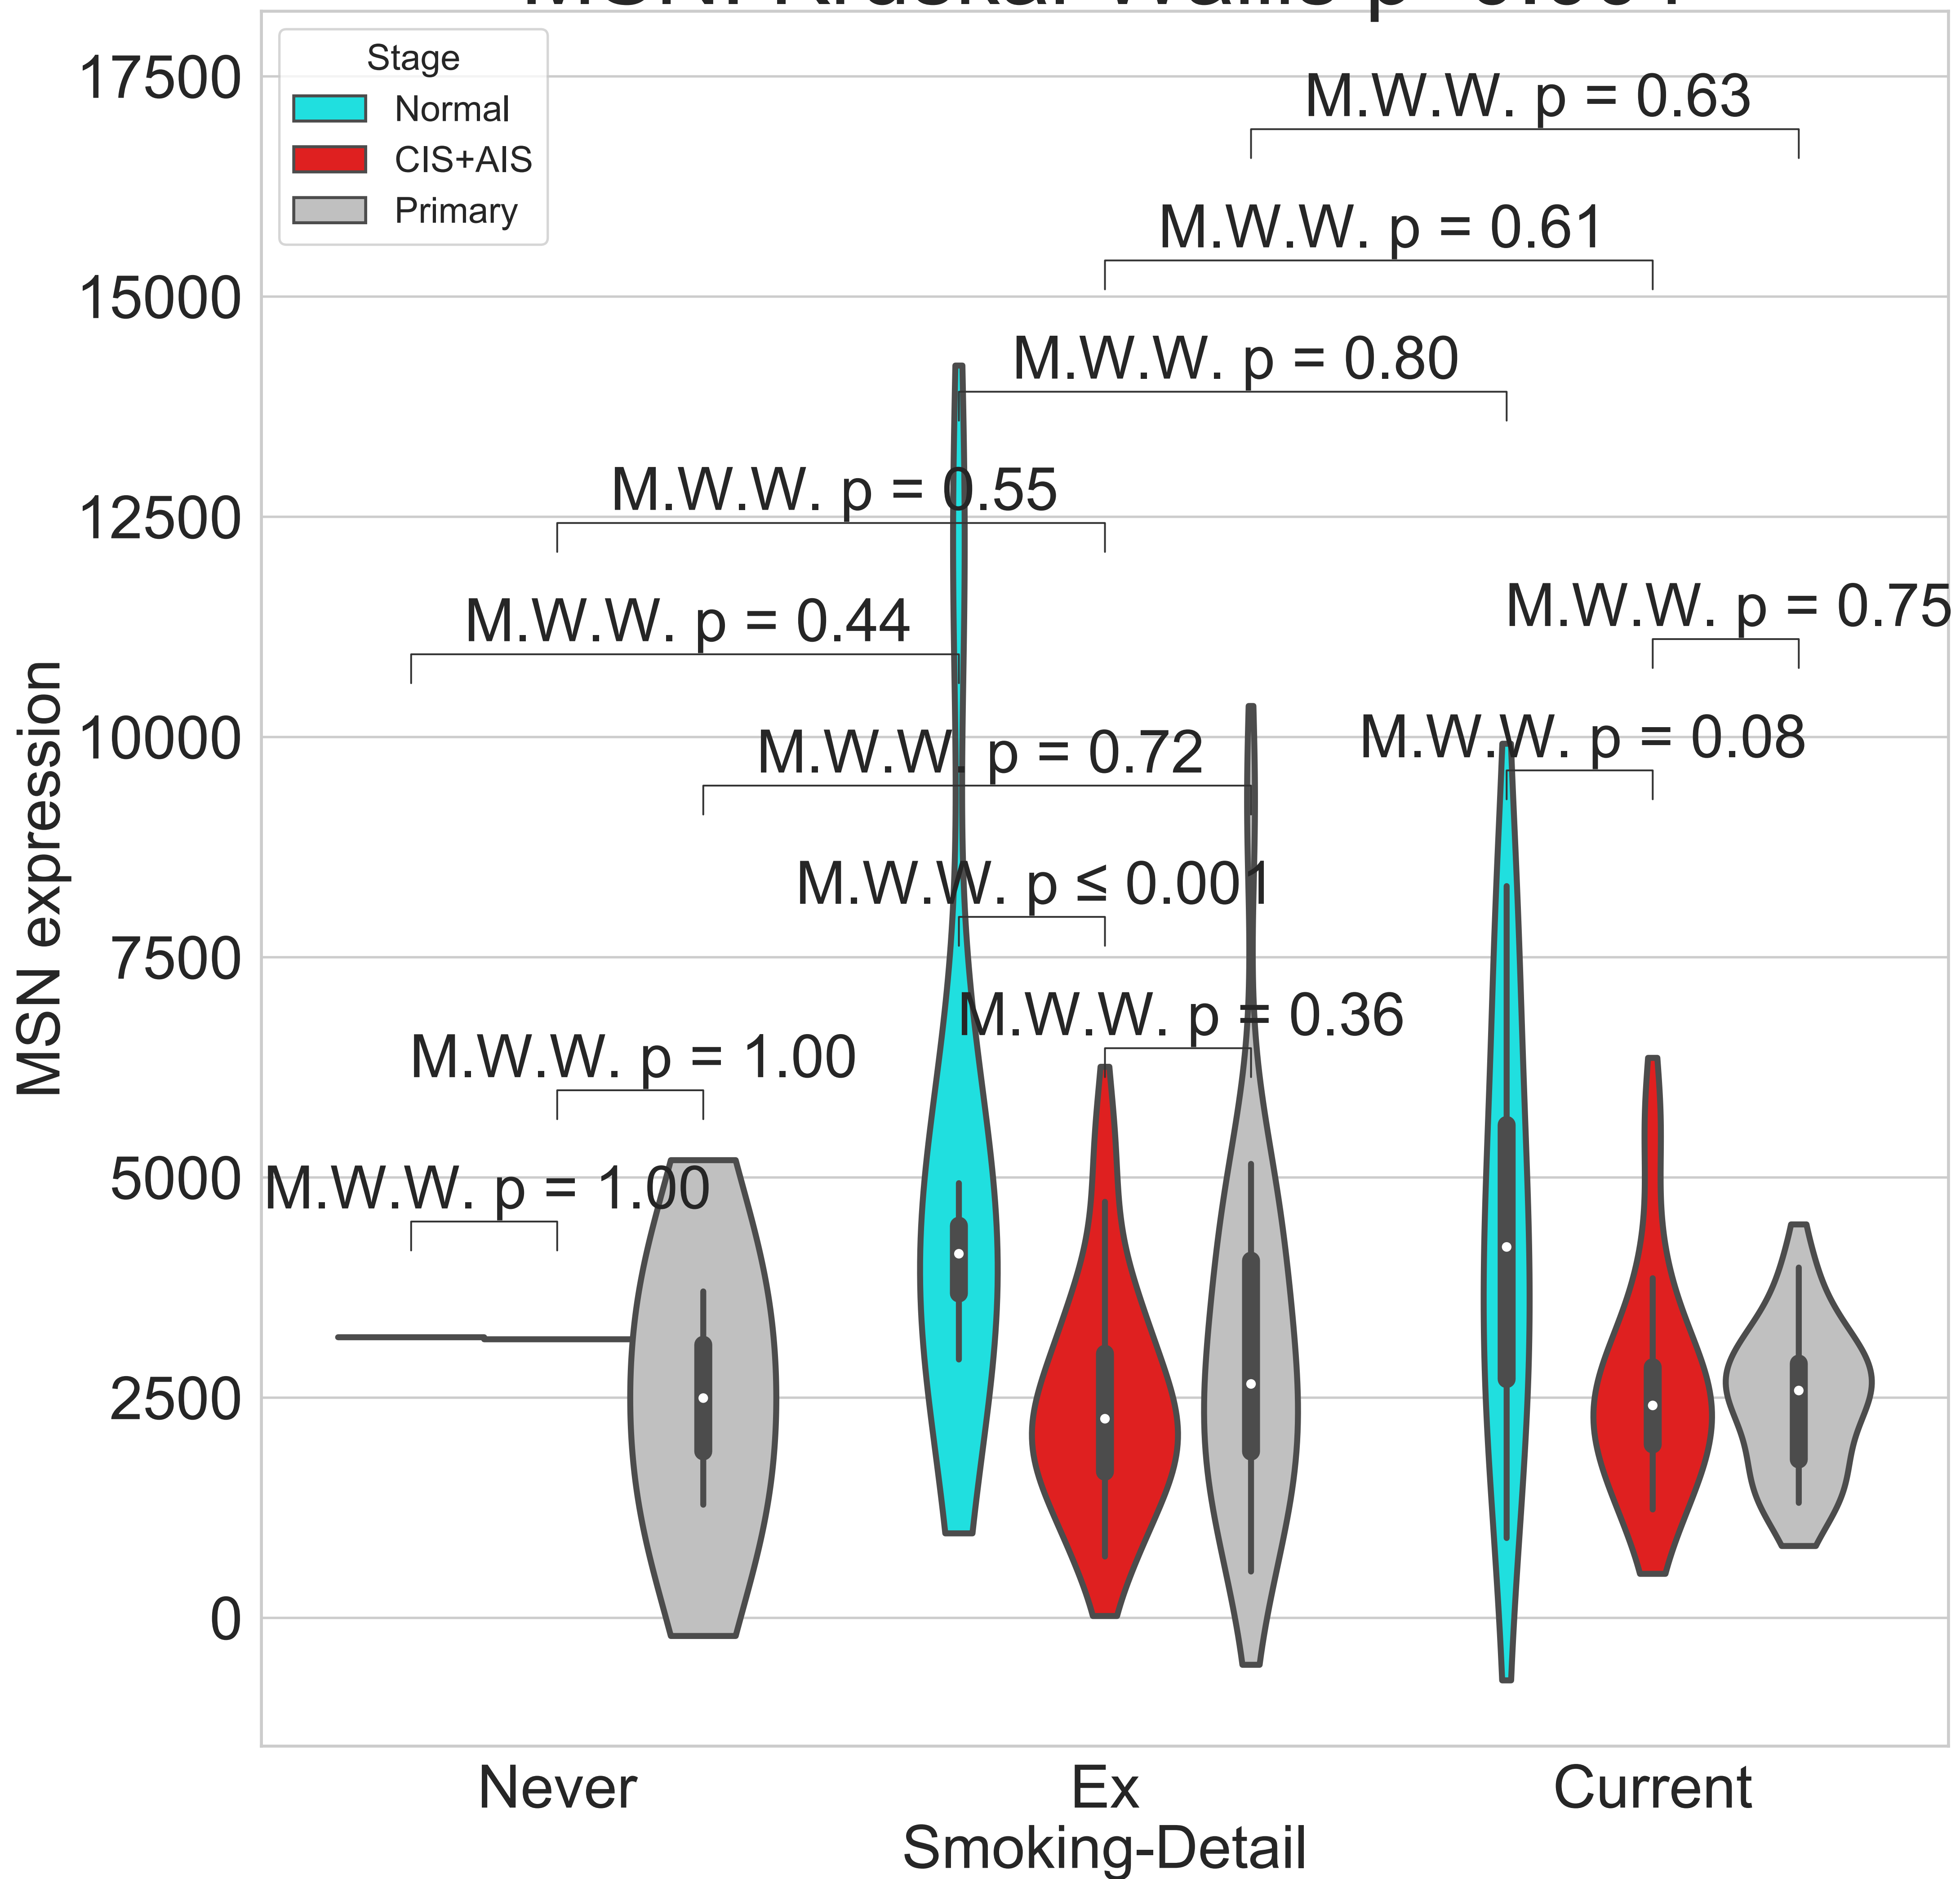 Stage
Normal
CIS+AIS
Primary
17500
15000
12500
10000
7500
5000
2500
0
MSN expression
M.W.W. p = 0.63
M.W.W. p = 0.61
M.W.W. p = 0.80
M.W.W. p = 0.55
M.W.W. p = 0.44
M.W.W. p = 0.75
M.W.W. p = 0.72
M.W.W. p = 0.08
M.W.W. p ≤ 0.001
M.W.W. p = 0.36
M.W.W. p = 1.00
M.W.W. p = 1.00
Never
Ex
Current
Smoking-Detail